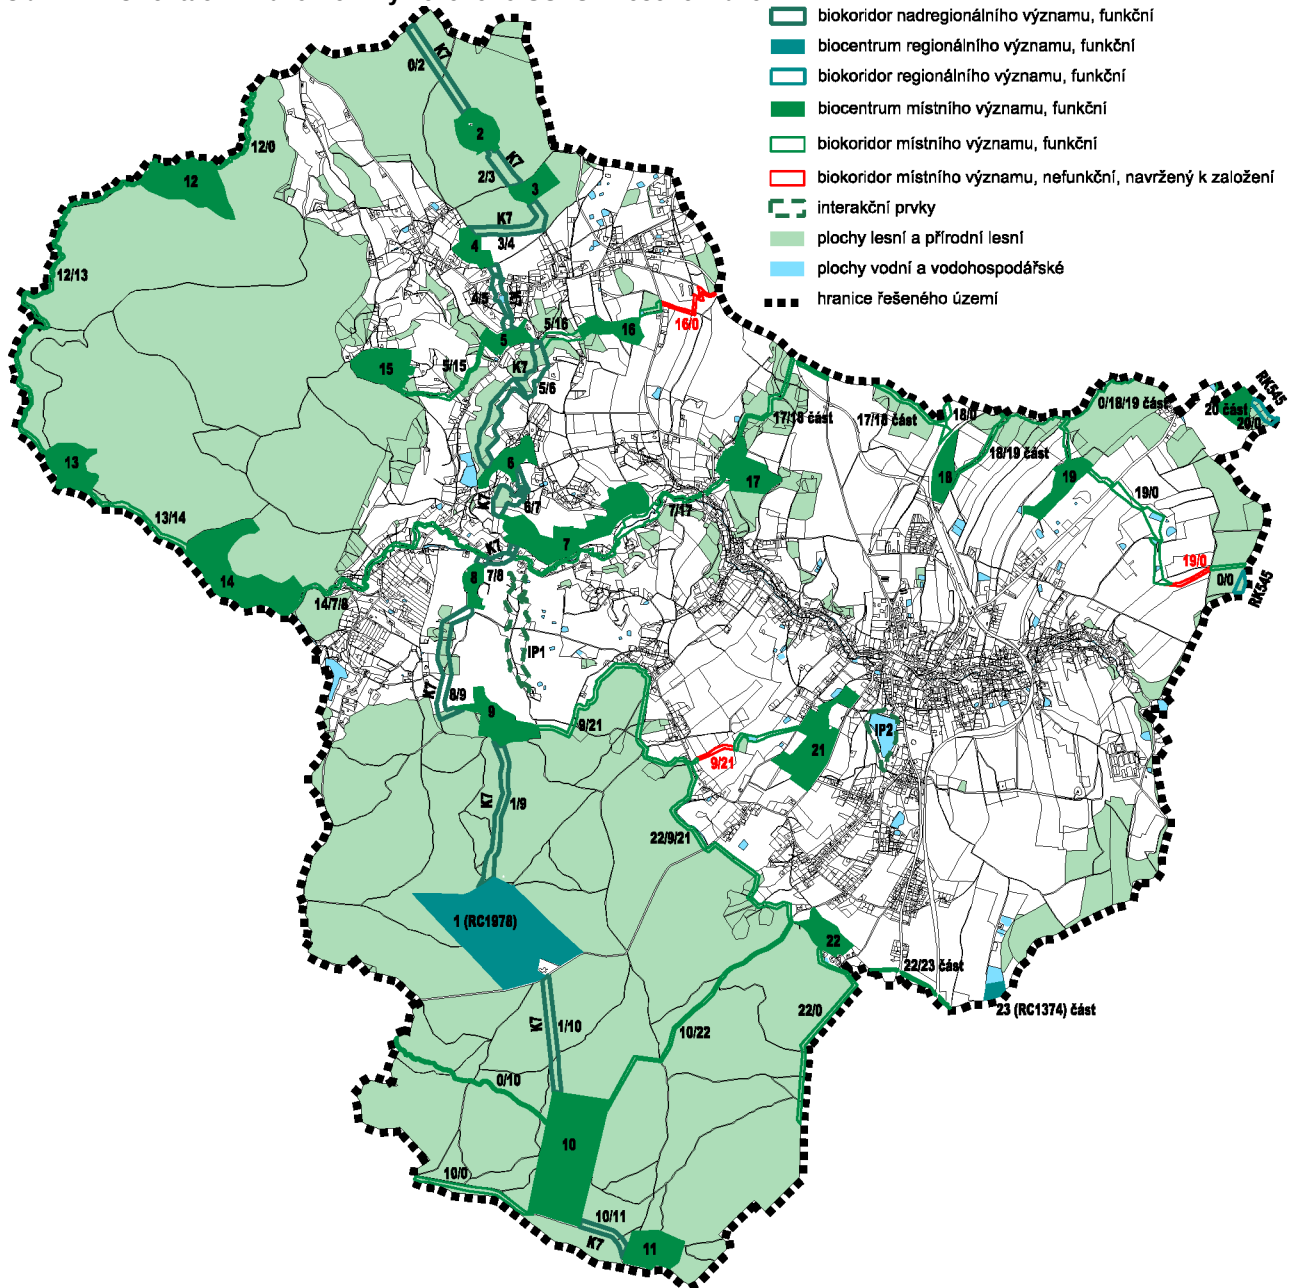 biokoridor nadregionálního významu, funkční
biocentrum regionálního významu, funkční
biokoridor regionálního významu, funkční
biocentrum místního významu, funkční
biokoridor místního významu, funkční
biokoridor místního významu, nefunkční, navržený k založení
interakční prvky
plochy lesní a přírodní lesní
plochy vodní a vodohospodářské
hranice řešeného území
K7
0/2
2
K7
2/3
3
12/0
12
K7
3/4
4
12/13
4/5
5/16
16
16/0
5
K7
5/15
15
5/6
17/18 část
17/18 část
18/0
0/18/19 část
RK545
20 část
20/0
18/19 část
6
13
K7
6/7
17
18
19
19/0
13/14
7/17
7
K7
7/8
8
14
14/7/8
19/0
0/0
RK545
IP1
K7
8/9
9
9/21
IP2
21
9/21
K7
1/9
22/9/21
1 (RC1978)
22
22/23 část
23 (RC1374) část
22/0
K7
1/10
10/22
0/10
10
10/0
10/11
K7
11